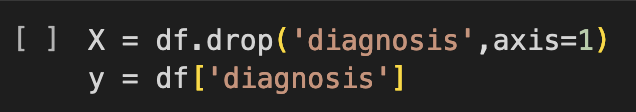 [ ] X = df.drop('diagnosis',axis=1)
y = df['diagnosis']